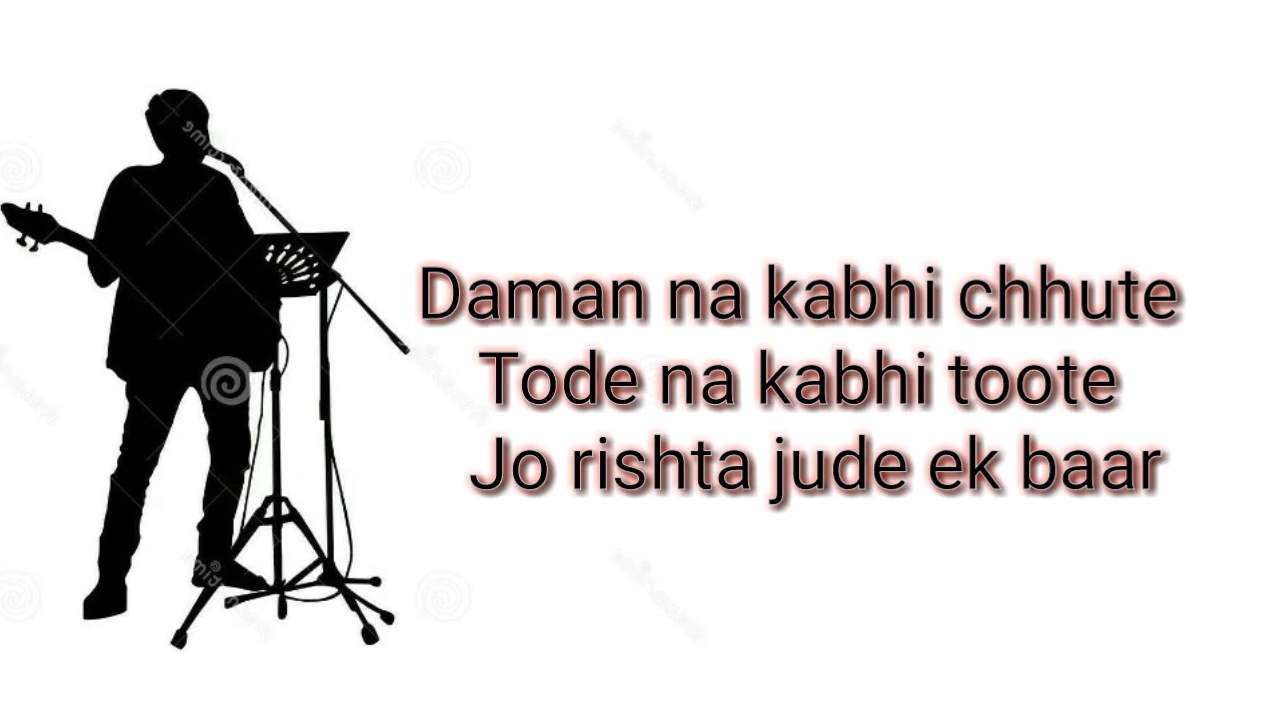 Daman na kabhi chhute
Tode na kabhi toote
Jo rishta jude ek baar